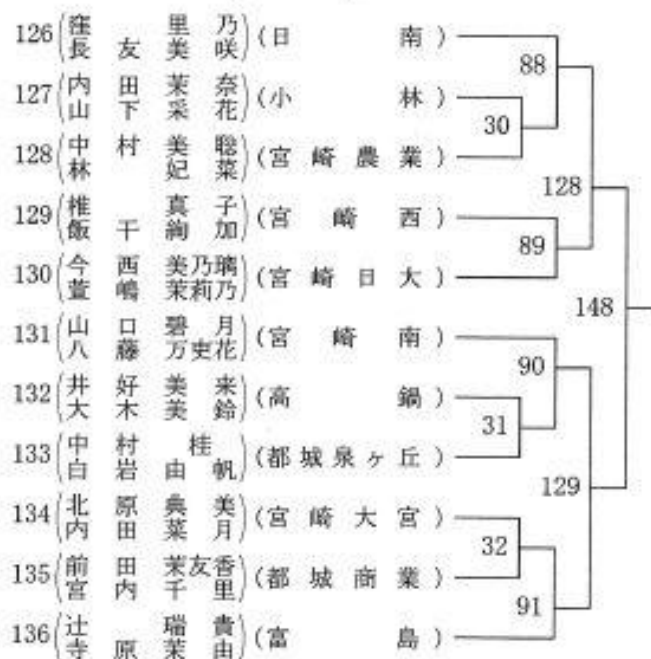 126 窪 里乃 (日南)
長友美咲
88
127 内田茉奈 (小林)
山下采花
30
128 中村美聡 (宮崎農業)
林 妃菜
128
129 椎 真子 (宮崎西)
飯干絢加
89
130 今西美乃璃 (宮崎日大)
萱嶋茉莉乃
148
131 山口碧月 (宮崎南)
八藤万吏花
90
132 井好美来 (高鍋)
大木美鈴
31
133 中村桂 (都城泉ヶ丘)
白岩由帆
129
134 北原典美 (宮崎大宮)
内田菜月
32
135 前田茉友香 (都城商業)
宮内千里
91
136 辻 瑞貴 (富島)
寺原茉由